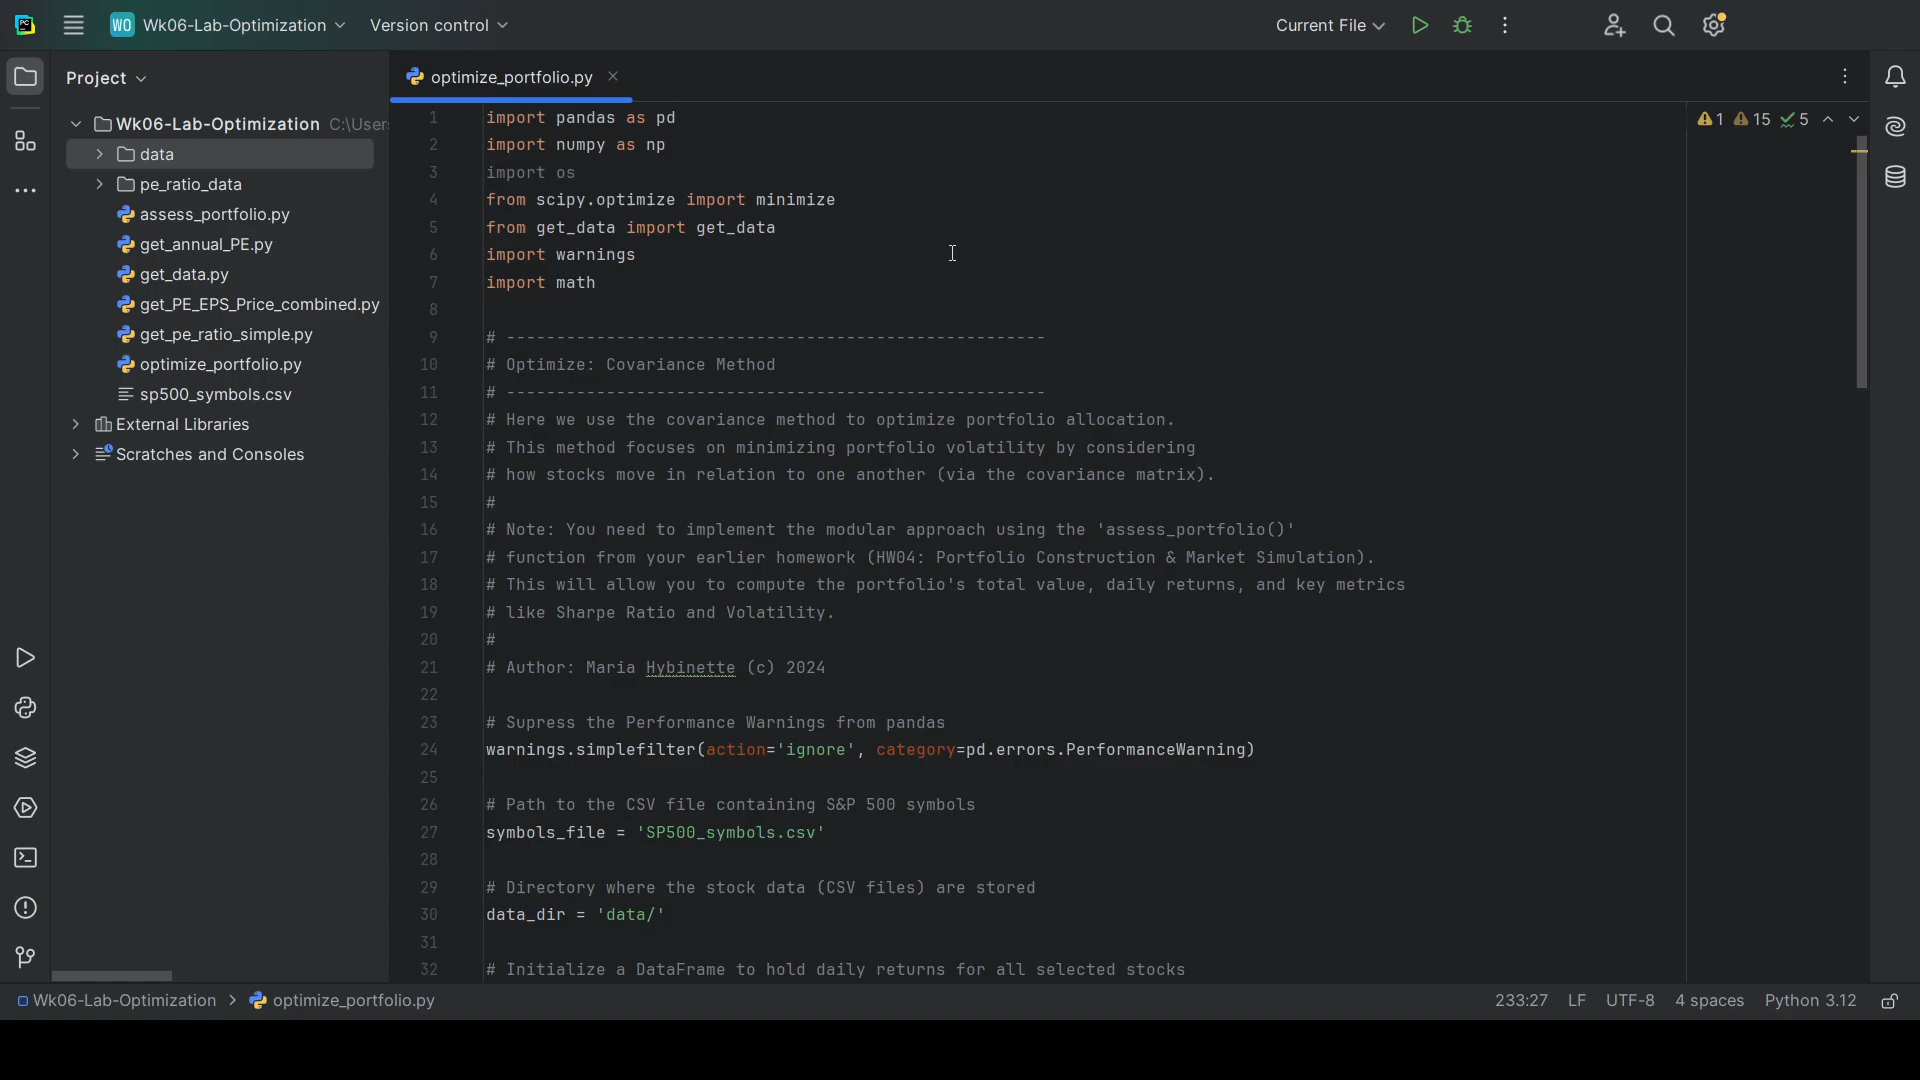 PC
WO Wk06-Lab-Optimization Version control
Current File
Project
optimize_portfolio.py
Wk06-Lab-Optimization C:\User
data
pe_ratio_data
assess_portfolio.py
get_annual_PE.py
get_data.py
get_PE_EPS_Price_combined.py
get_pe_ratio_simple.py
optimize_portfolio.py
sp500_symbols.csv
External Libraries
Scratches and Consoles
1 15 5
1 import pandas as pd
2 import numpy as np
3 import os
4 from scipy.optimize import minimize
5 from get_data import get_data
6 import warnings
7 import math
8
9 # ------------------------------------------------------
10 # Optimize: Covariance Method
11 # ------------------------------------------------------
12 # Here we use the covariance method to optimize portfolio allocation.
13 # This method focuses on minimizing portfolio volatility by considering
14 # how stocks move in relation to one another (via the covariance matrix).
15 #
16 # Note: You need to implement the modular approach using the 'assess_portfolio()'
17 # function from your earlier homework (HW04: Portfolio Construction & Market Simulation).
18 # This will allow you to compute the portfolio's total value, daily returns, and key metrics
19 # like Sharpe Ratio and Volatility.
20 #
21 # Author: Maria Hybinette (c) 2024
22
23 # Supress the Performance Warnings from pandas
24 warnings.simplefilter(action='ignore', category=pd.errors.PerformanceWarning)
25
26 # Path to the CSV file containing S&P 500 symbols
27 symbols_file = 'SP500_symbols.csv'
28
29 # Directory where the stock data (CSV files) are stored
30 data_dir = 'data/'
31
32 # Initialize a DataFrame to hold daily returns for all selected stocks
Wk06-Lab-Optimization > optimize_portfolio.py
233:27 LF UTF-8 4 spaces Python 3.12